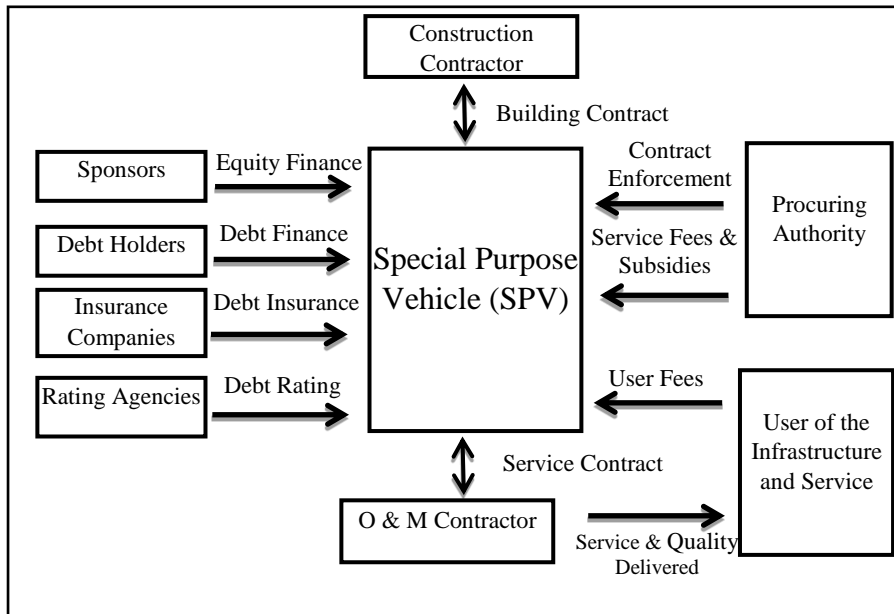 Construction
Contractor
Building Contract
Sponsors
Equity Finance
Contract
Enforcement
Procuring
Authority
Debt Holders
Debt Finance
Service Fees &
Subsidies
Special Purpose
Vehicle (SPV)
Insurance
Companies
Debt Insurance
Rating Agencies
Debt Rating
User Fees
User of the
Infrastructure
and Service
Service Contract
O & M Contractor
Service & Quality
Delivered